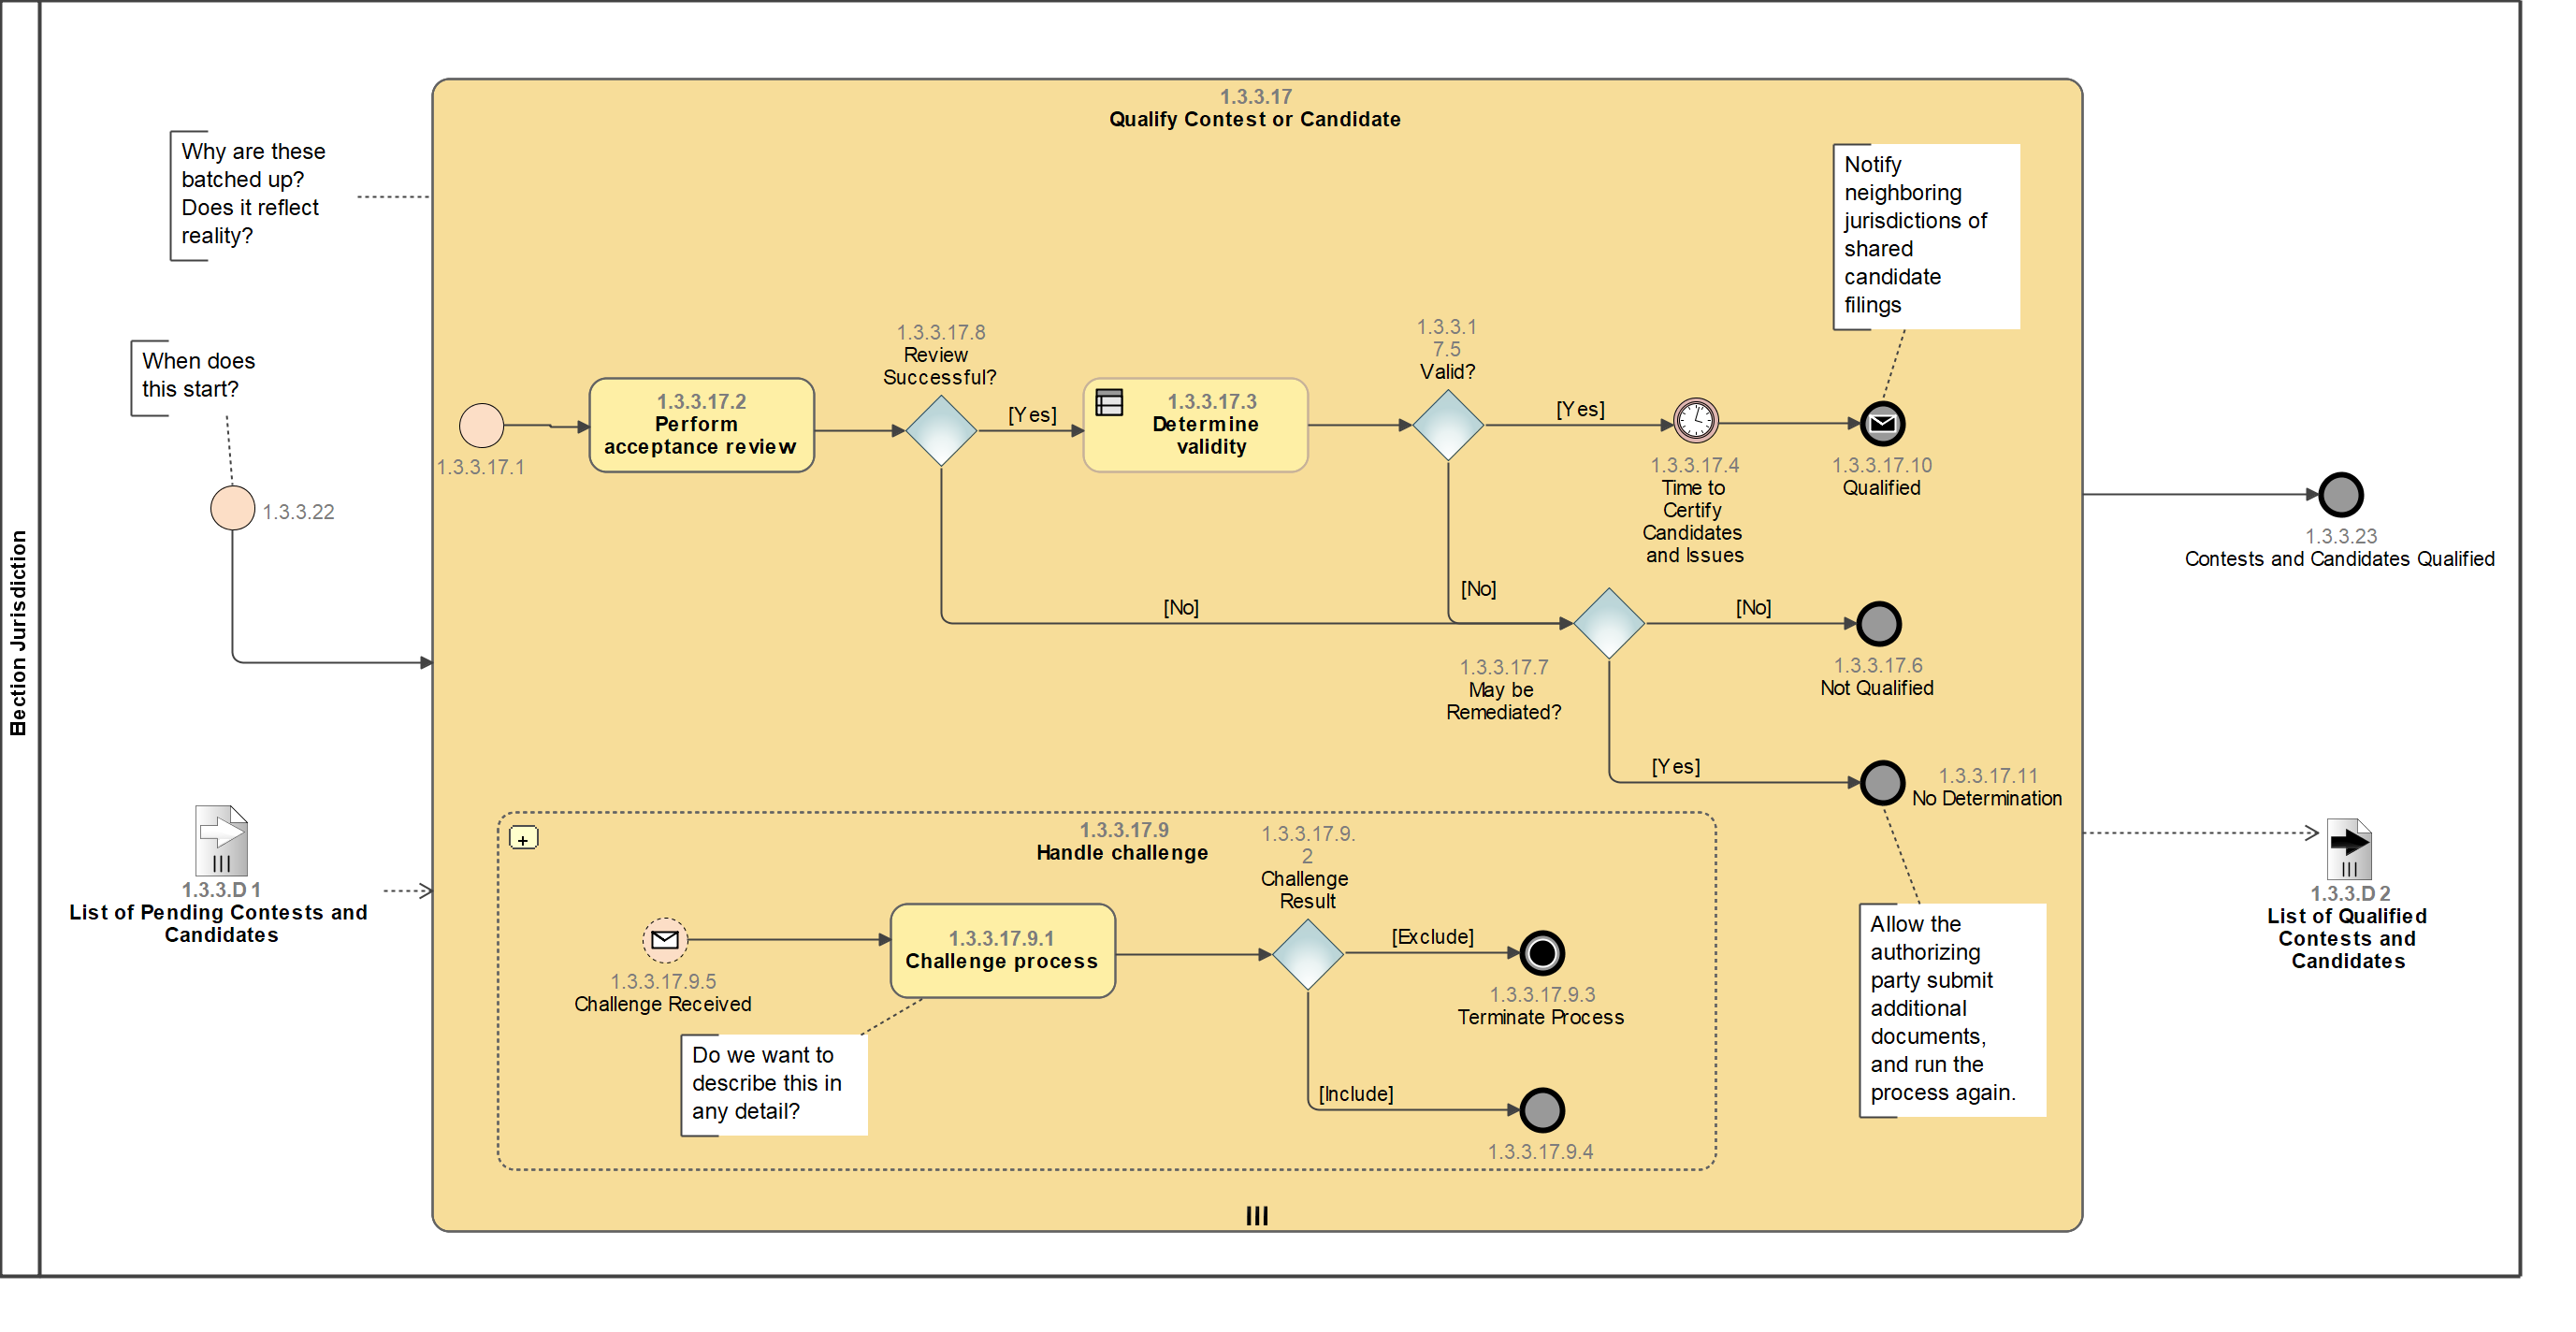 1.3.3.17
Qualify Contest or Candidate
Why are these
batched up?
Does it reflect
reality?
Notify
neighboring
jurisdictions of
shared
candidate
filings
When does
this start?
1.3.3.22
1.3.3.17.1
1.3.3.17.2
Perform
acceptance review
1.3.3.17.8
Review
Successful?
[Yes]
1.3.3.17.3
Determine
validity
1.3.3.1
7.5
Valid?
[Yes]
1.3.3.17.4
Time to
Certify
Candidates
and Issues
1.3.3.17.10
Qualified
1.3.3.23
Contests and Candidates Qualified
Election Jurisdiction
[No]
[No]
1.3.3.17.7
May be
Remediated?
[No]
1.3.3.17.6
Not Qualified
[Yes]
1.3.3.17.11
No Determination
1.3.3.D1
List of Pending Contests and
Candidates
1.3.3.17.9
Handle challenge
1.3.3.17.9.5
Challenge Received
1.3.3.17.9.1
Challenge process
1.3.3.17.9.
2
Challenge
Result
[Exclude]
1.3.3.17.9.3
Terminate Process
[Include]
1.3.3.17.9.4
Do we want to
describe this in
any detail?
Allow the
authorizing
party submit
additional
documents,
and run the
process again.
1.3.3.D2
List of Qualified
Contests and
Candidates